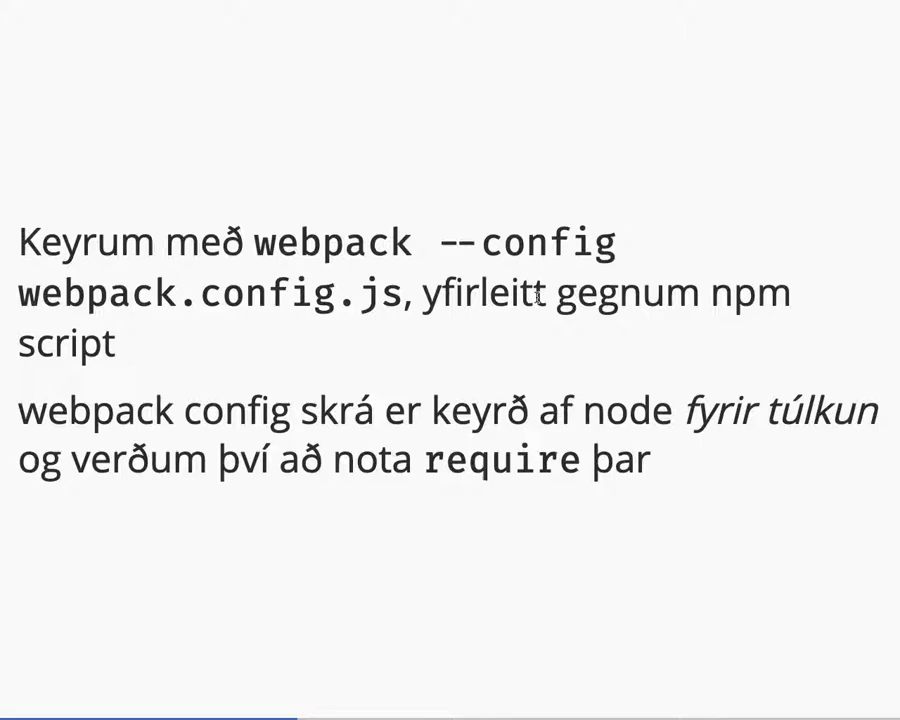 Keyrum með webpack --config
webpack.config.js, yfirleitt gegnum npm
script
webpack config skrá er keyrð af node fyrir túlkun
og verðum því að nota require þar